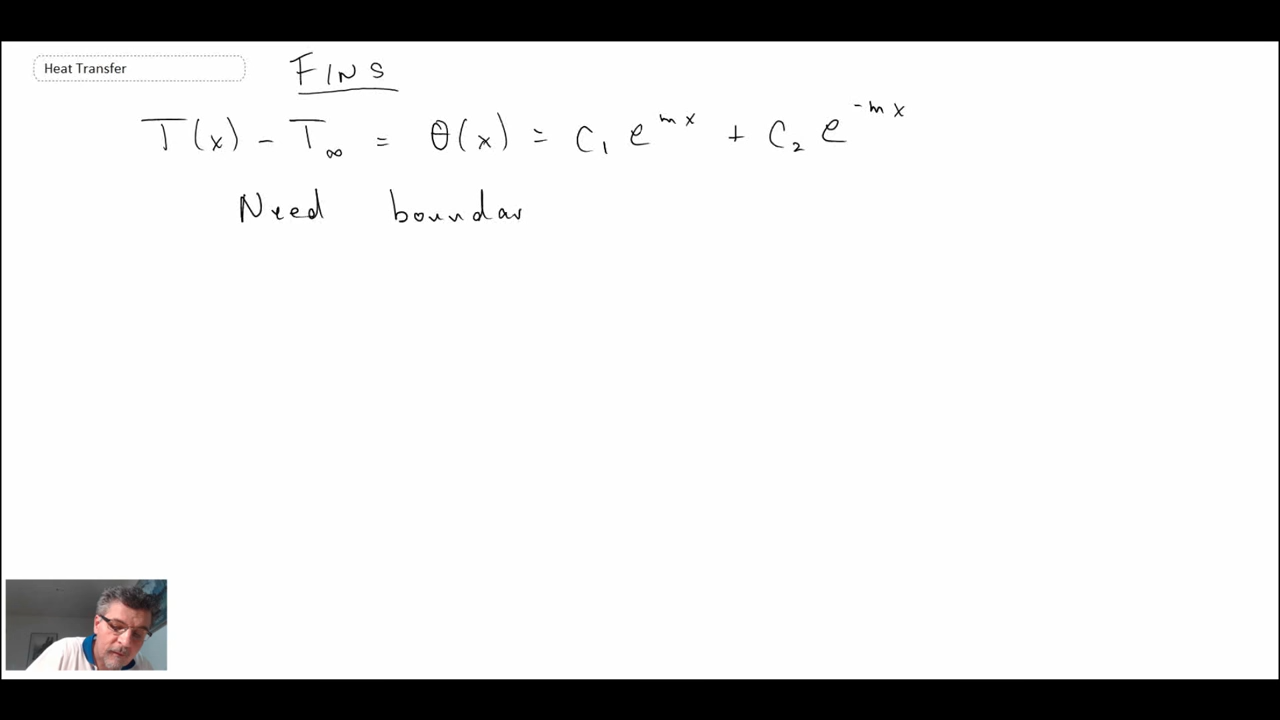 Heat Transfer
FINS
T(x) - T∞ = θ(x) = C₁ e^mx + C₂ e^-mx
Need boundar